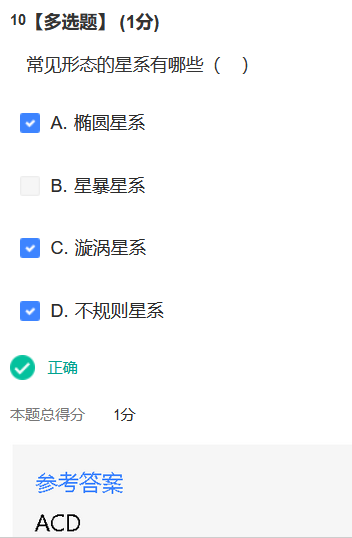 10【多选题】 (1分)
常见形态的星系有哪些（ ）
A. 椭圆星系
B. 星暴星系
C. 漩涡星系
D. 不规则星系
正确
本题总得分 1分
参考答案
ACD